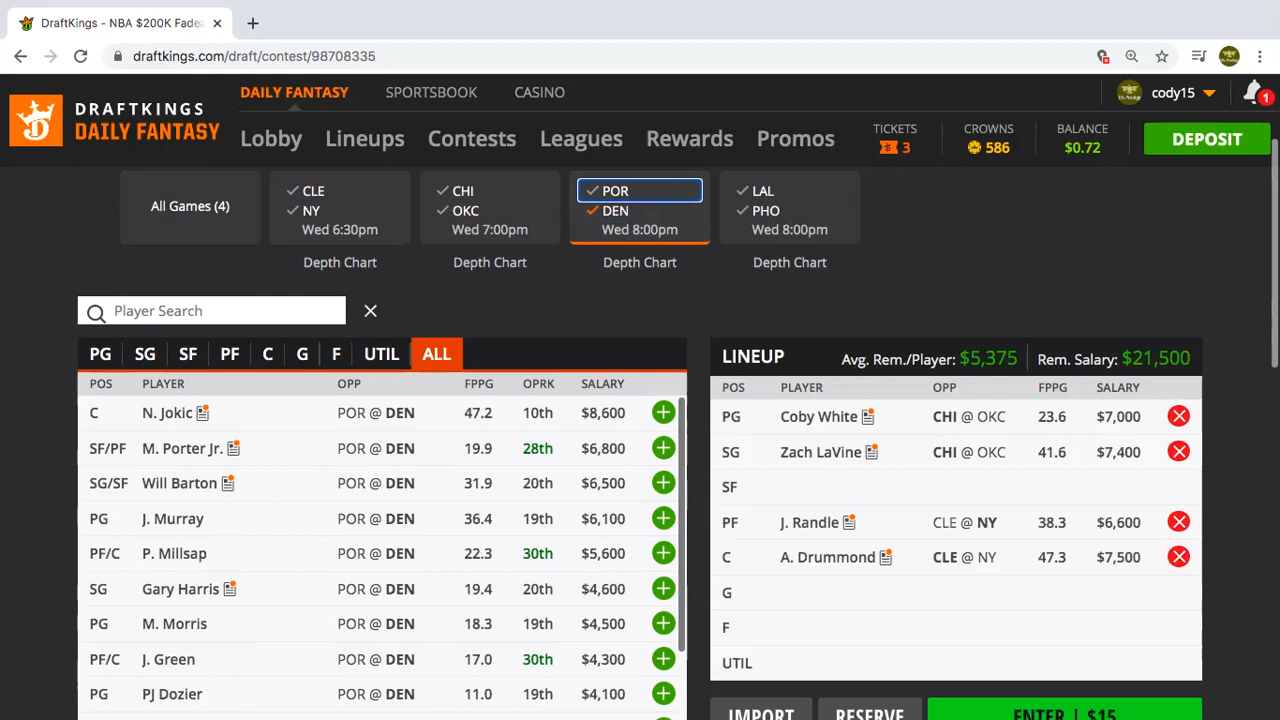 DraftKings - NBA $200K Fadea
draftkings.com/draft/contest/98708335
DRAFTKINGS
DAILY FANTASY
DAILY FANTASY SPORTSBOOK CASINO
cody15
1
Lobby Lineups Contests Leagues Rewards Promos
TICKETS
3
CROWNS
586
BALANCE
$0.72
DEPOSIT
All Games (4)
CLE
NY
Wed 6:30pm
Depth Chart
CHI
OKC
Wed 7:00pm
Depth Chart
POR
DEN
Wed 8:00pm
Depth Chart
LAL
PHO
Wed 8:00pm
Depth Chart
Player Search
PG SG SF PF C G F UTIL ALL
POS PLAYER OPP FPPG OPRK SALARY
C N. Jokic POR @ DEN 47.2 10th $8,600
SF/PF M. Porter Jr. POR @ DEN 19.9 28th $6,800
SG/SF Will Barton POR @ DEN 31.9 20th $6,500
PG J. Murray POR @ DEN 36.4 19th $6,100
PF/C P. Millsap POR @ DEN 22.3 30th $5,600
SG Gary Harris POR @ DEN 19.4 20th $4,600
PG M. Morris POR @ DEN 18.3 19th $4,500
PF/C J. Green POR @ DEN 17.0 30th $4,300
PG PJ Dozier POR @ DEN 11.0 19th $4,100
LINEUP Avg. Rem./Player: $5,375 Rem. Salary: $21,500
POS PLAYER OPP FPPG SALARY
PG Coby White CHI @ OKC 23.6 $7,000
SG Zach LaVine CHI @ OKC 41.6 $7,400
SF
PF J. Randle CLE @ NY 38.3 $6,600
C A. Drummond CLE @ NY 47.3 $7,500
G
F
UTIL
IMPORT RESERVE ENTER | $15